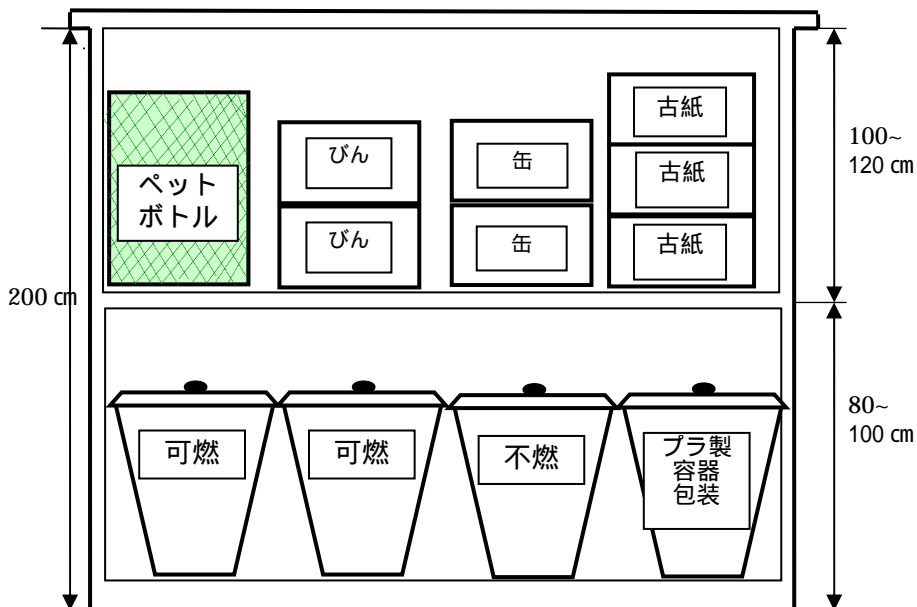 古紙
100~
120 cm
びん
缶
ペット
ボトル
古紙
びん
缶
古紙
200 cm
80~
100 cm
可燃
可燃
不燃
プラ製
容器
包装